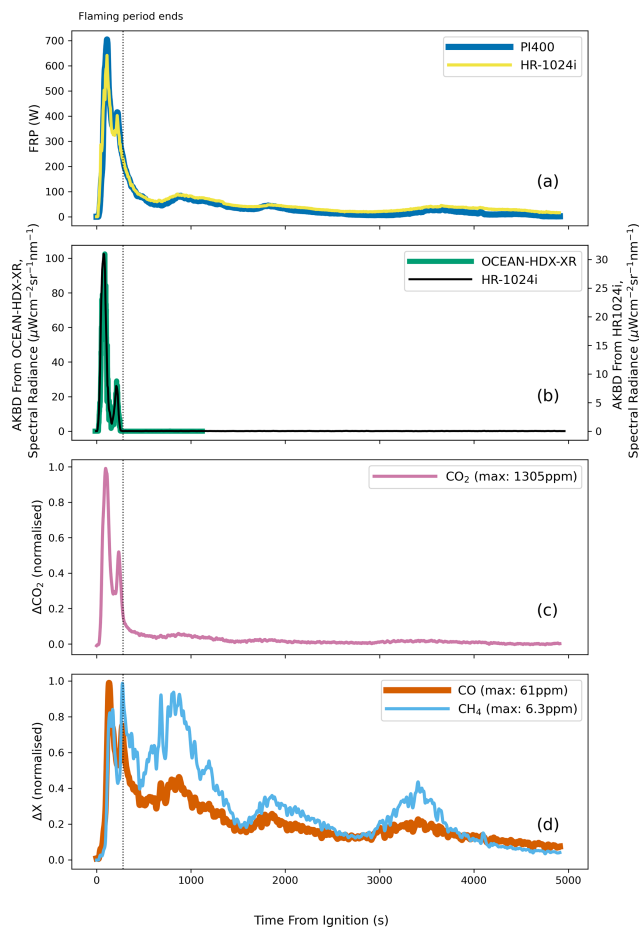 Flaming period ends
700
600
500
400
300
200
100
0
FRP (W)
PI400
HR-1024i
(a)
100
80
60
40
20
0
AKBD From OCEAN-HDX-XR,
Spectral Radiance (μWcm⁻²sr⁻¹nm⁻¹)
OCEAN-HDX-XR
HR-1024i
(b)
30
25
20
15
10
5
0
AKBD From HR1024i,
Spectral Radiance (μWcm⁻²sr⁻¹nm⁻¹)
1.0
0.8
0.6
0.4
0.2
0.0
ΔCO₂ (normalised)
CO₂ (max: 1305ppm)
(c)
1.0
0.8
0.6
0.4
0.2
0.0
ΔX (normalised)
CO (max: 61ppm)
CH₄ (max: 6.3ppm)
(d)
0
1000
2000
3000
4000
5000
Time From Ignition (s)